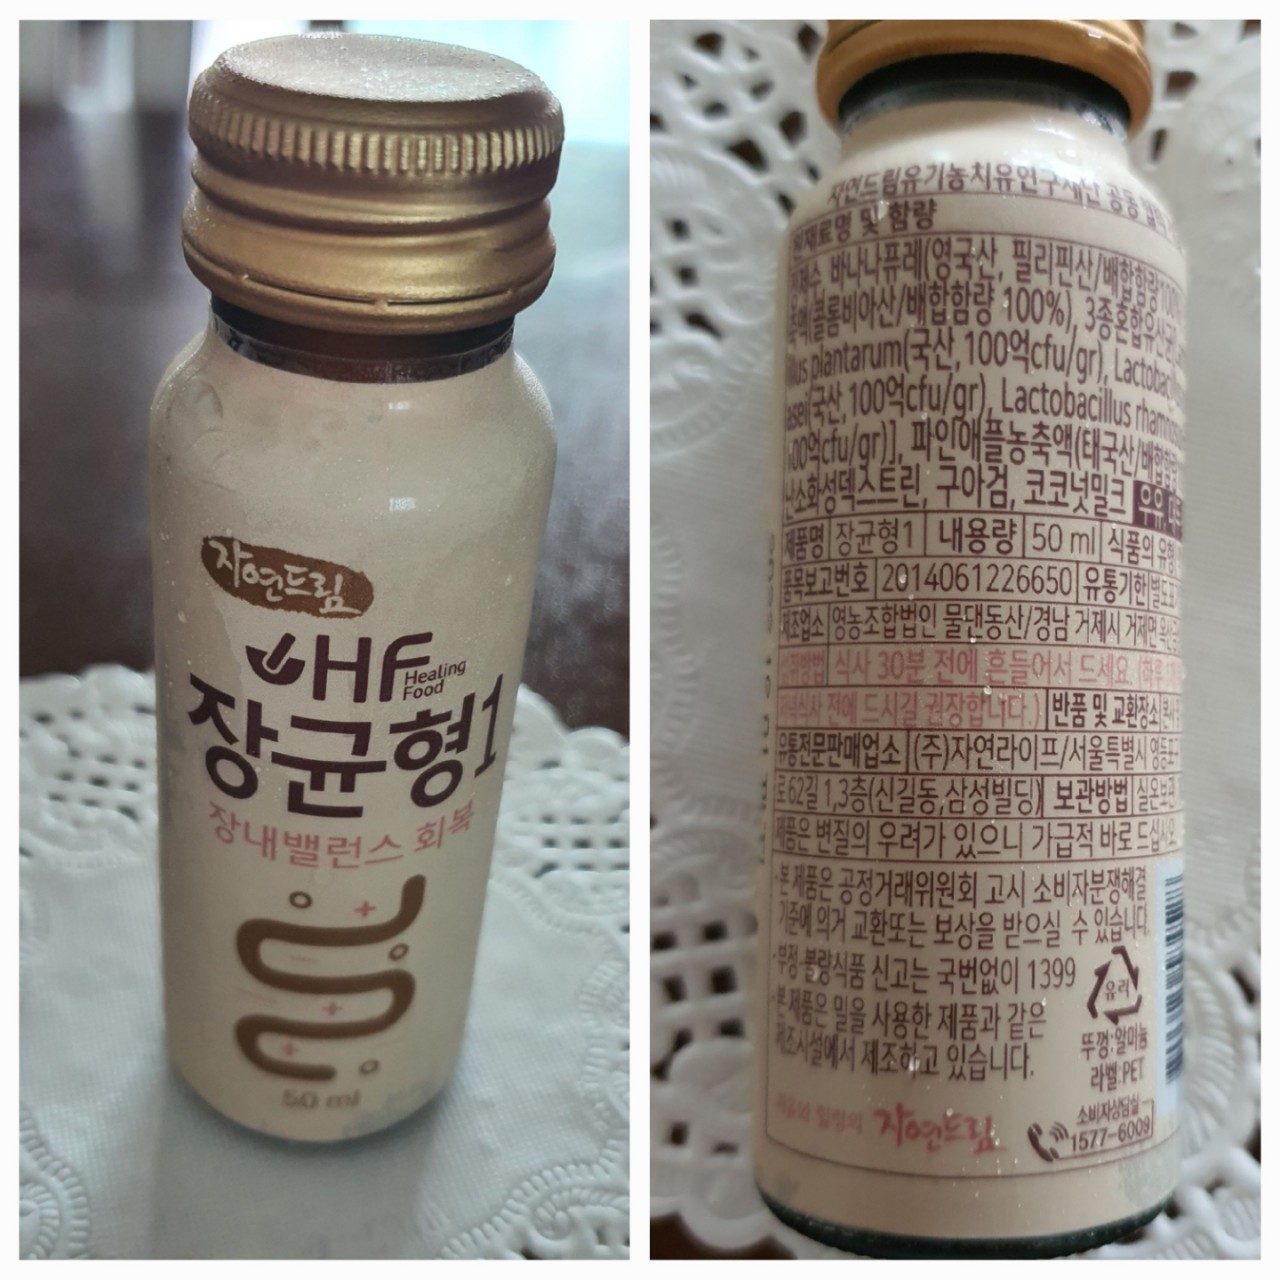 자연드림
HF Healing
Food
장균형1
장내밸런스 회복
50 ml
자연드림유기농치유연구재단 공동
원재료명 및 함량
바나나퓨레(영국산, 필리핀산/배합함량100%
축액(콜롬비아산/배합함량 100%), 3종혼합유산균
plantarum(국산, 100억cfu/gr),
(국산, 100억cfu/gr), Lactobacillus
100억cfu/gr)], 파인애플농축액(태국산/배합함량
난소화성덱스트린, 구아검, 코코넛밀크 우유,
제품명 장균형1 내용량 50 ml 식품의 유형
품목보고번호 2014061226650 유통기한
제조업소 영농조합법인 물대동산/경남 거제시 거제면
식사 30분 전에 흔들어서 드세요. (하루
전에 드시길 권장합니다.) 반품 및 교환장소
유통전문판매업소 (주)자연라이프/서울특별시 영등포구
로 62길 1,3층(신길동,삼성빌딩) 보관방법 실온보관
제품은 변질의 우려가 있으니 가급적 바로 드십시오.
·본 제품은 공정거래위원회 고시 소비자분쟁해결
기준에 의거 교환또는 보상을 받으실 수 있습니다.
·부정·불량식품 신고는 국번없이 1399
·본 제품은 밀을 사용한 제품과 같은
제조시설에서 제조하고 있습니다.
유리
뚜껑:알미늄
라벨:PET
자연드림
소비자상담실
1577-6009